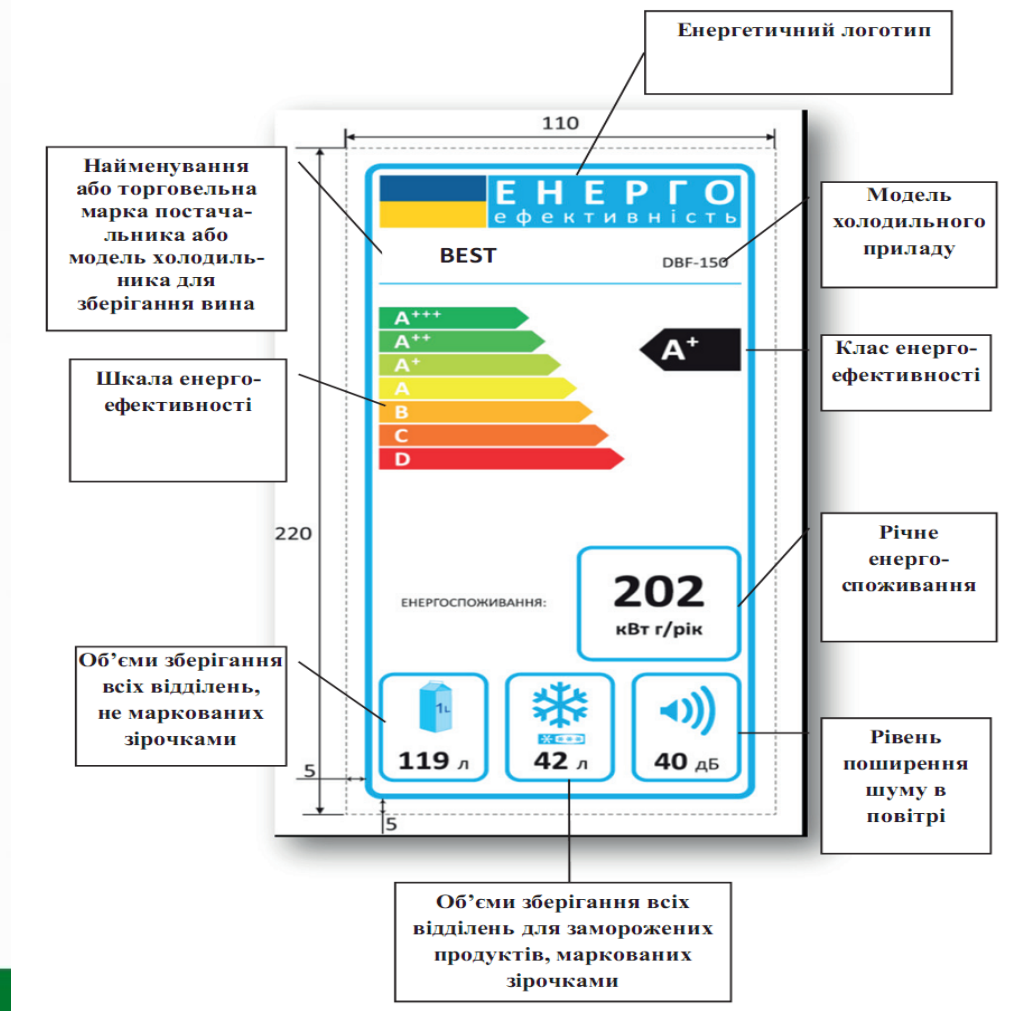 Енергетичний логотип
110
Найменування
або торговельна
марка постача-
льника або
модель холодиль-
ника для
зберігання вина
ЕНЕРГО
ефективність
Модель
холодильного
приладу
BEST
DBF-150
A+++
A++
A+
A
B
C
D
A+
Клас енерго-
ефективності
Шкала енерго-
ефективності
220
Річне
енерго-
споживання
ЕНЕРГОСПОЖИВАННЯ:
202
кВт г/рік
Об’єми зберігання
всіх відділень,
не маркованих
зірочками
1L
119 л
42 л
40 дБ
Рівень
поширення
шуму в
повітрі
5
5
Об’єми зберігання всіх
відділень для заморожених
продуктів, маркованих
зірочками